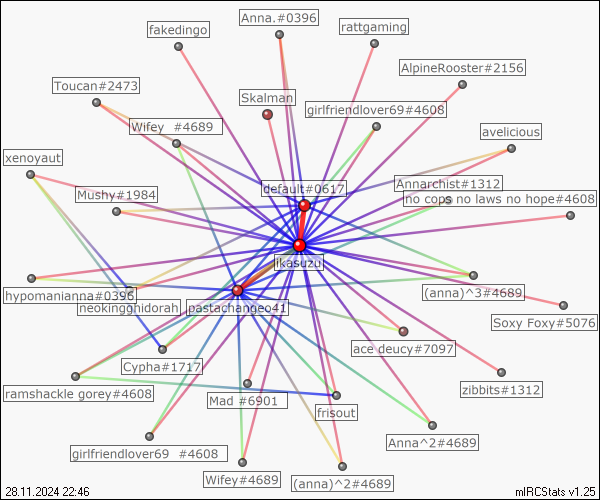 Anna.#0396
fakedingo
rattgaming
AlpineRooster#2156
Toucan#2473
Skalman
girlfriendlover69#4608
Wifey #4689
avelicious
xenoyaut
Annarchist#1312
default#0617
Mushy#1984
no cops no laws no hope#4608
ikasuzu
(anna)^3#4689
hypomanianna#0396
neokingghidorah
pastachangeo41
Soxy Foxy#5076
ace deucy#7097
Cypha#1717
ramshackle gorey#4608
zibbits#1312
Mad #6901
frisout
Anna^2#4689
girlfriendlover69 #4608
Wifey#4689
(anna)^2#4689
28.11.2024 22:46
mIRCStats v1.25